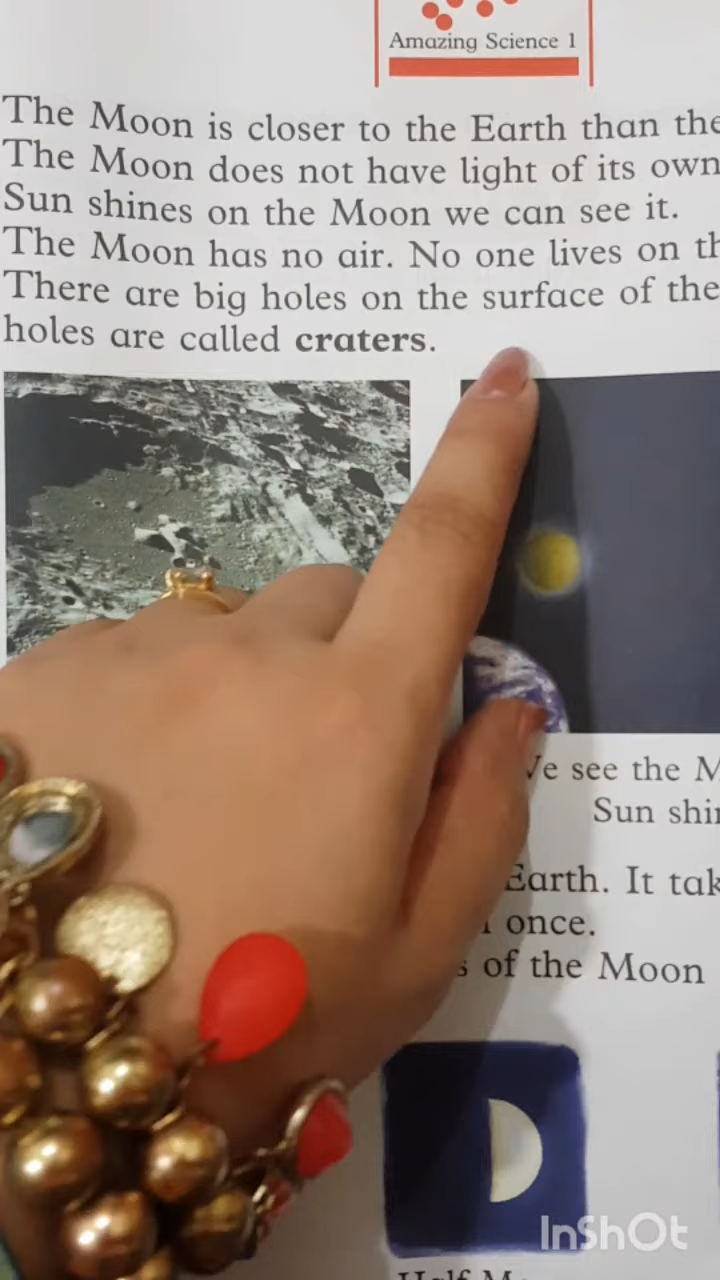 Amazing Science 1
The Moon is closer to the Earth than the
The Moon does not have light of its own
Sun shines on the Moon we can see it.
The Moon has no air. No one lives on
There are big holes on the surface of the
holes are called craters.
see the
Sun
Earth. It
once.
of the Moon
Half
InShOt